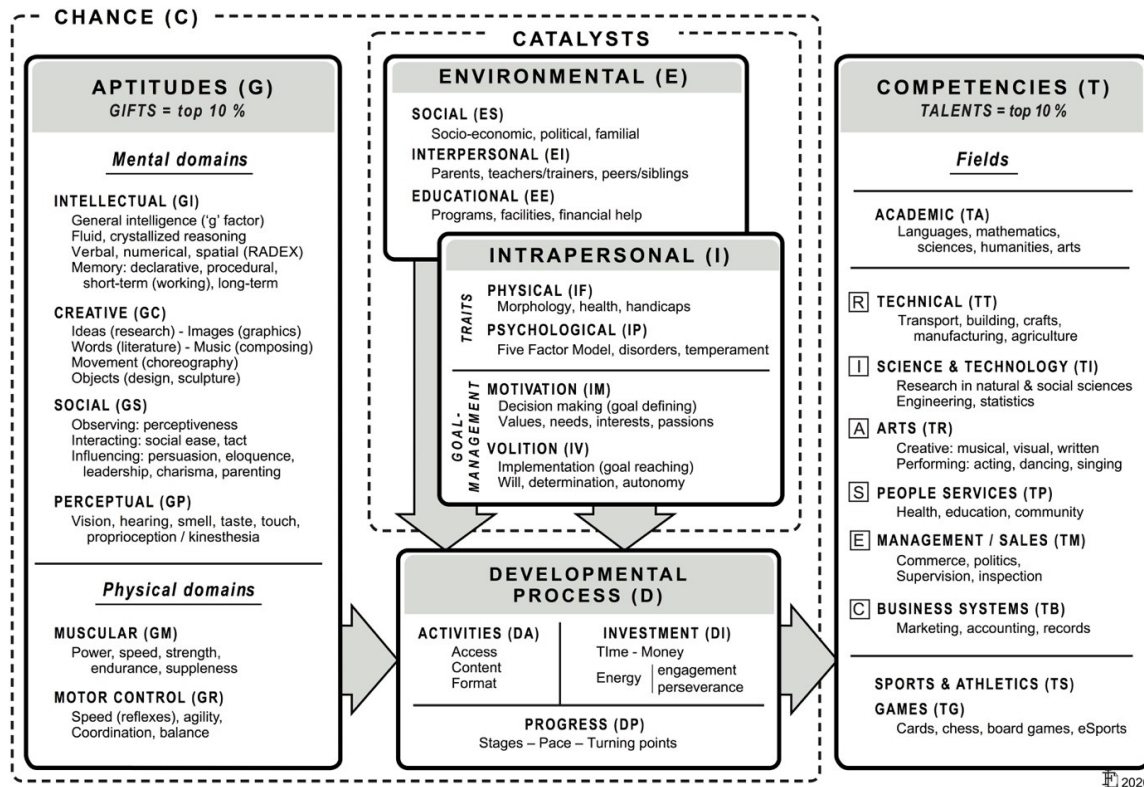 CHANCE (C)
APTITUDES (G)
GIFTS = top 10 %
Mental domains
INTELLECTUAL (GI)
General intelligence (‘g’ factor)
Fluid, crystallized reasoning
Verbal, numerical, spatial (RADEX)
Memory: declarative, procedural,
short-term (working), long-term
CREATIVE (GC)
Ideas (research) - Images (graphics)
Words (literature) - Music (composing)
Movement (choreography)
Objects (design, sculpture)
SOCIAL (GS)
Observing: perceptiveness
Interacting: social ease, tact
Influencing: persuasion, eloquence,
leadership, charisma, parenting
PERCEPTUAL (GP)
Vision, hearing, smell, taste, touch,
proprioception / kinesthesia
Physical domains
MUSCULAR (GM)
Power, speed, strength,
endurance, suppleness
MOTOR CONTROL (GR)
Speed (reflexes), agility,
Coordination, balance
CATALYSTS
ENVIRONMENTAL (E)
SOCIAL (ES)
Socio-economic, political, familial
INTERPERSONAL (EI)
Parents, teachers/trainers, peers/siblings
EDUCATIONAL (EE)
Programs, facilities, financial help
INTRAPERSONAL (I)
TRAITS
PHYSICAL (IF)
Morphology, health, handicaps
PSYCHOLOGICAL (IP)
Five Factor Model, disorders, temperament
GOAL-
MANAGEMENT
MOTIVATION (IM)
Decision making (goal defining)
Values, needs, interests, passions
VOLITION (IV)
Implementation (goal reaching)
Will, determination, autonomy
DEVELOPMENTAL
PROCESS (D)
ACTIVITIES (DA)
Access
Content
Format
INVESTMENT (DI)
TIme - Money
Energy
engagement
perseverance
PROGRESS (DP)
Stages – Pace – Turning points
COMPETENCIES (T)
TALENTS = top 10 %
Fields
ACADEMIC (TA)
Languages, mathematics,
sciences, humanities, arts
R TECHNICAL (TT)
Transport, building, crafts,
manufacturing, agriculture
I SCIENCE & TECHNOLOGY (TI)
Research in natural & social sciences
Engineering, statistics
A ARTS (TR)
Creative: musical, visual, written
Performing: acting, dancing, singing
S PEOPLE SERVICES (TP)
Health, education, community
E MANAGEMENT / SALES (TM)
Commerce, politics,
Supervision, inspection
C BUSINESS SYSTEMS (TB)
Marketing, accounting, records
SPORTS & ATHLETICS (TS)
GAMES (TG)
Cards, chess, board games, eSports